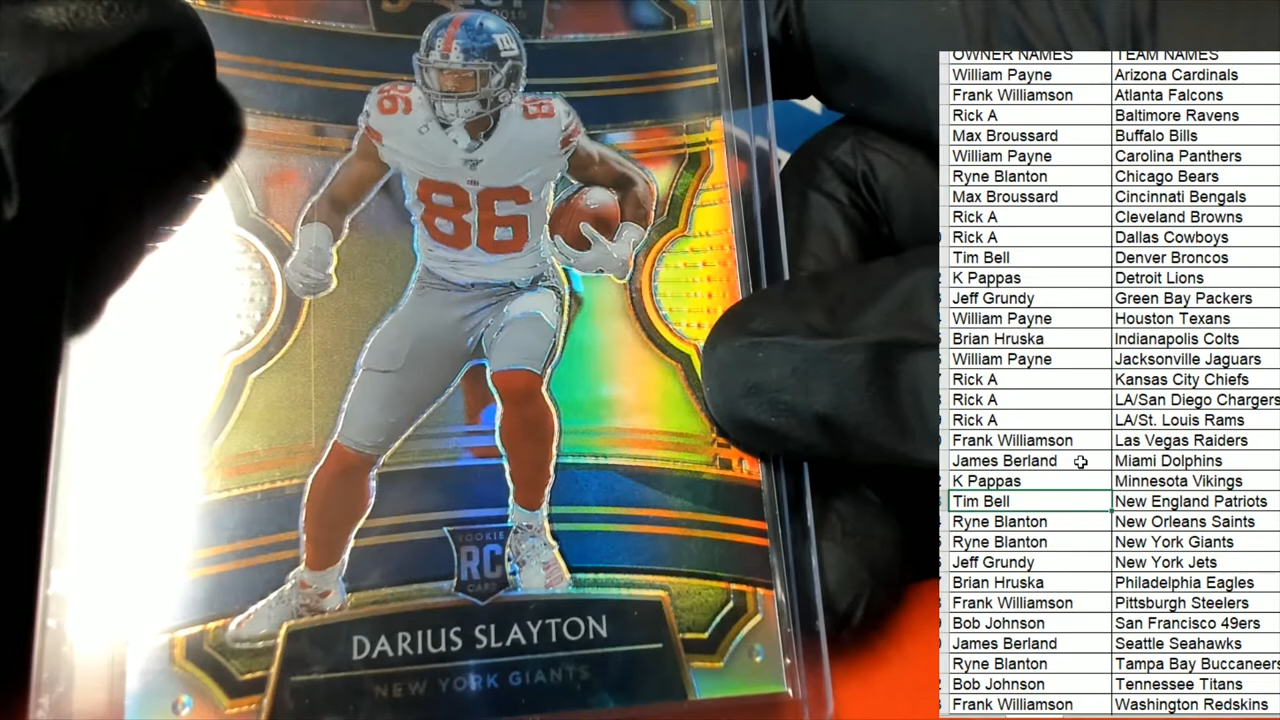 2019
86
86
86
86
ROOKIE
RC
CARD
DARIUS SLAYTON
NEW YORK GIANTS
OWNER NAMES TEAM NAMES
William Payne Arizona Cardinals
Frank Williamson Atlanta Falcons
Rick A Baltimore Ravens
Max Broussard Buffalo Bills
William Payne Carolina Panthers
Ryne Blanton Chicago Bears
Max Broussard Cincinnati Bengals
Rick A Cleveland Browns
Rick A Dallas Cowboys
Tim Bell Denver Broncos
K Pappas Detroit Lions
Jeff Grundy Green Bay Packers
William Payne Houston Texans
Brian Hruska Indianapolis Colts
William Payne Jacksonville Jaguars
Rick A Kansas City Chiefs
Rick A LA/San Diego Chargers
Rick A LA/St. Louis Rams
Frank Williamson Las Vegas Raiders
James Berland Miami Dolphins
K Pappas Minnesota Vikings
Tim Bell New England Patriots
Ryne Blanton New Orleans Saints
Ryne Blanton New York Giants
Jeff Grundy New York Jets
Brian Hruska Philadelphia Eagles
Frank Williamson Pittsburgh Steelers
Bob Johnson San Francisco 49ers
James Berland Seattle Seahawks
Ryne Blanton Tampa Bay Buccaneers
Bob Johnson Tennessee Titans
Frank Williamson Washington Redskins